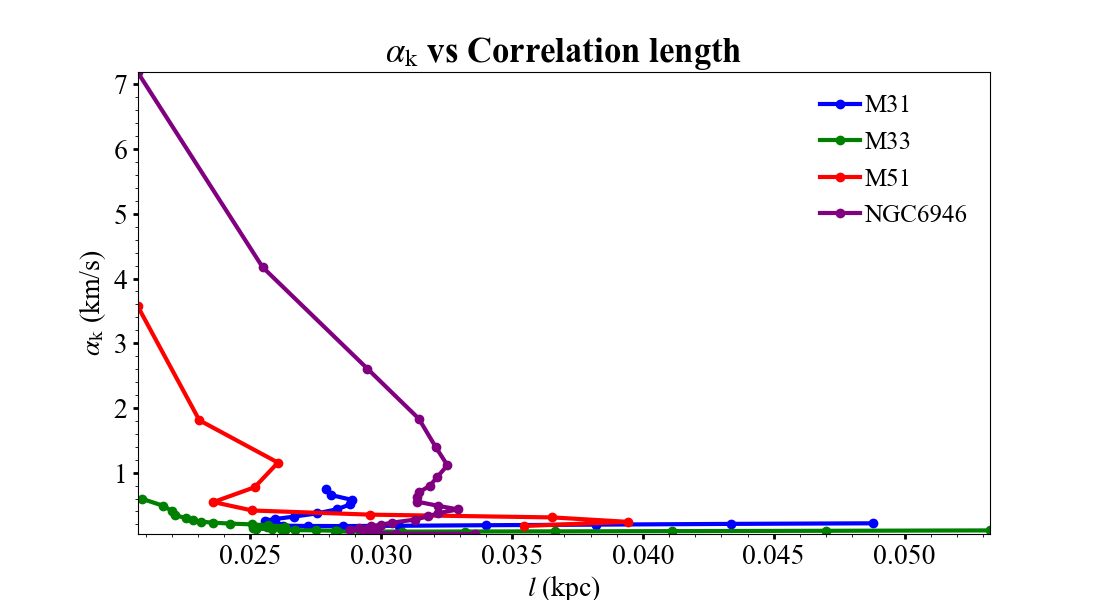 αk vs Correlation length
7
6
5
4
3
2
1
αk (km/s)
M31
M33
M51
NGC6946
0.025 0.030 0.035 0.040 0.045 0.050
l (kpc)